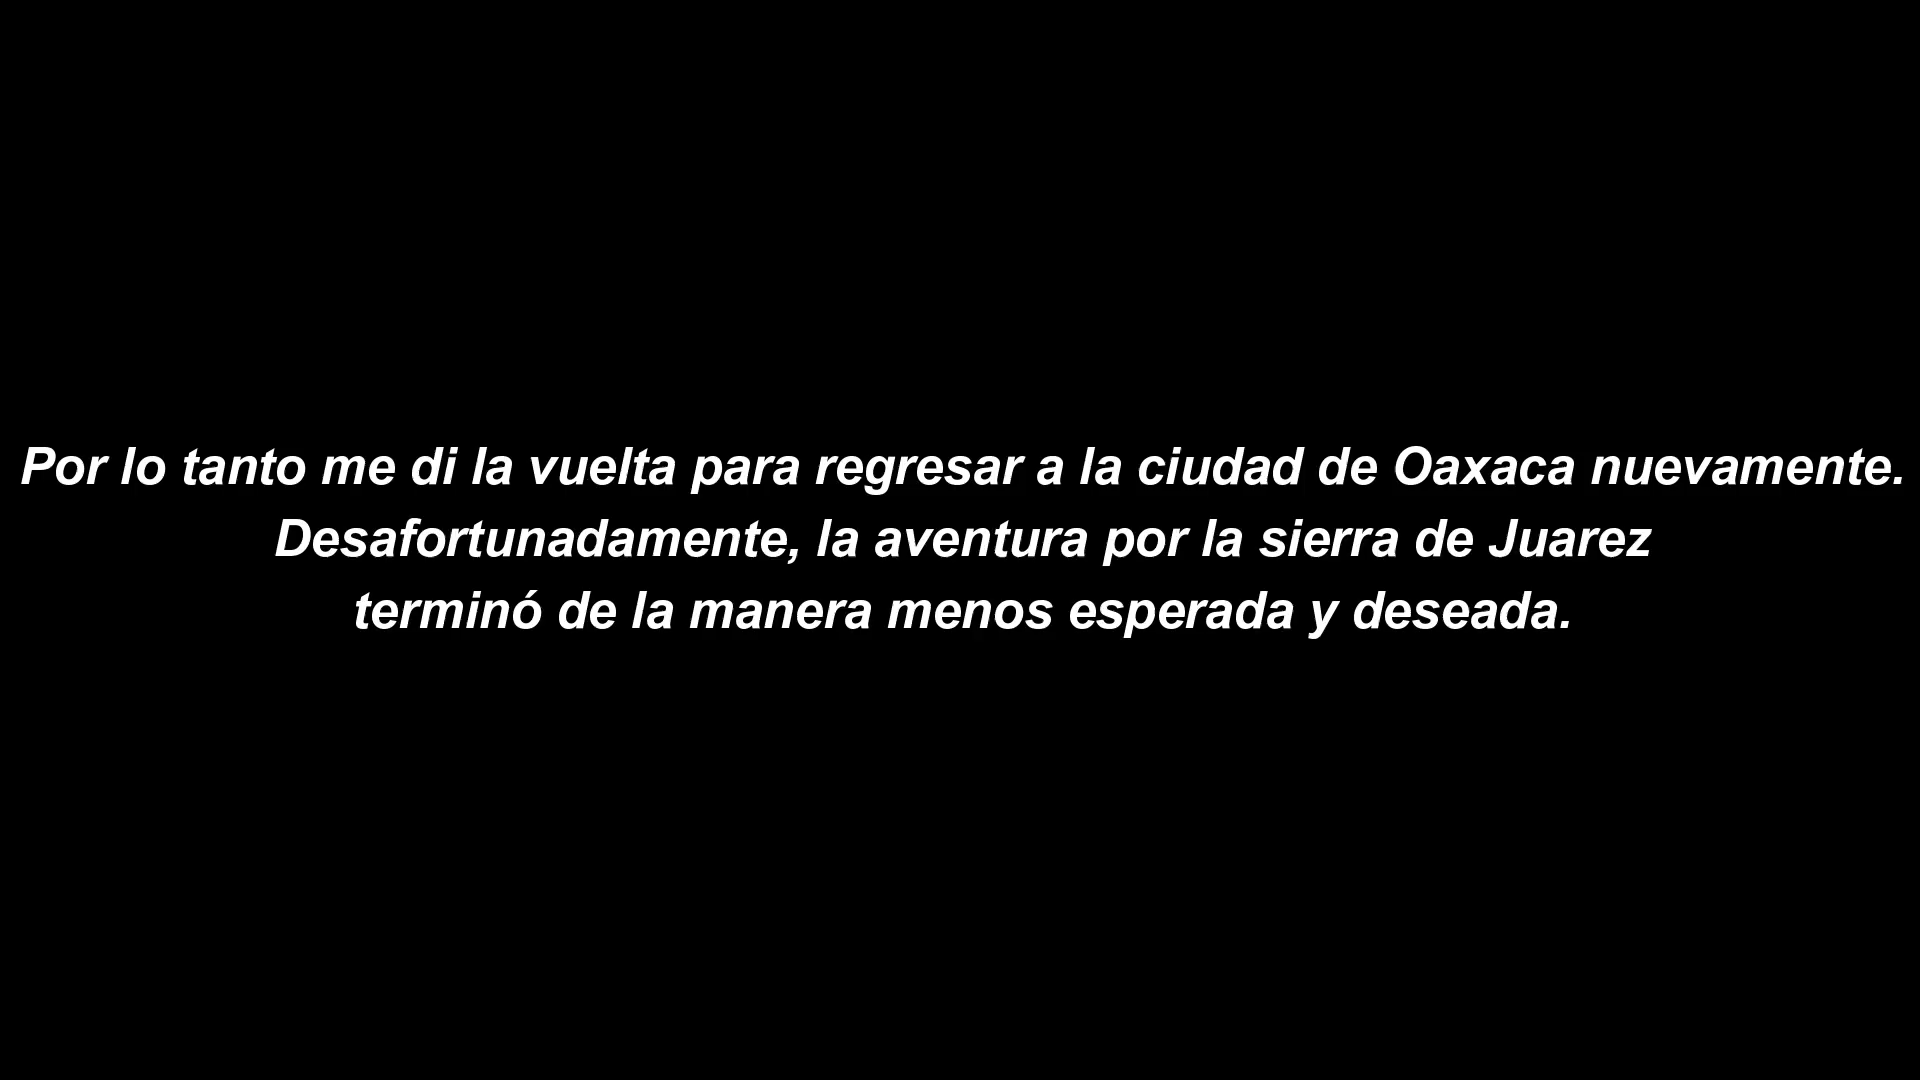 Por lo tanto me di la vuelta para regresar a la ciudad de Oaxaca nuevamente.
Desafortunadamente, la aventura por la sierra de Juarez
terminó de la manera menos esperada y deseada.